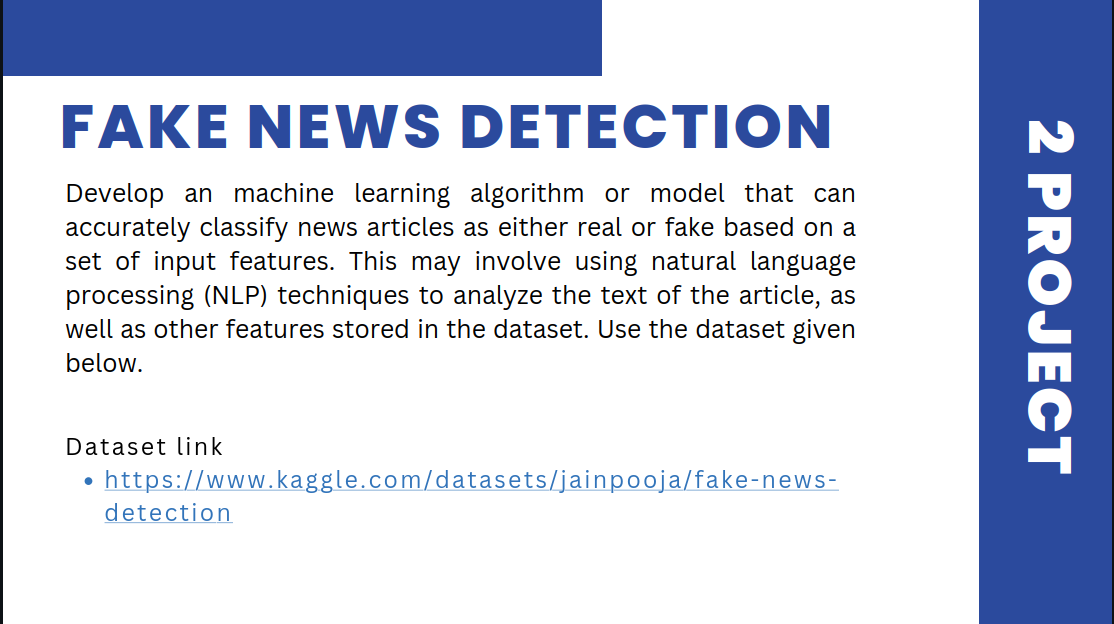 FAKE NEWS DETECTION
Develop an machine learning algorithm or model that can
accurately classify news articles as either real or fake based on a
set of input features. This may involve using natural language
processing (NLP) techniques to analyze the text of the article, as
well as other features stored in the dataset. Use the dataset given
below.
Dataset link
• https://www.kaggle.com/datasets/jainpooja/fake-news-
detection
2 PROJECT